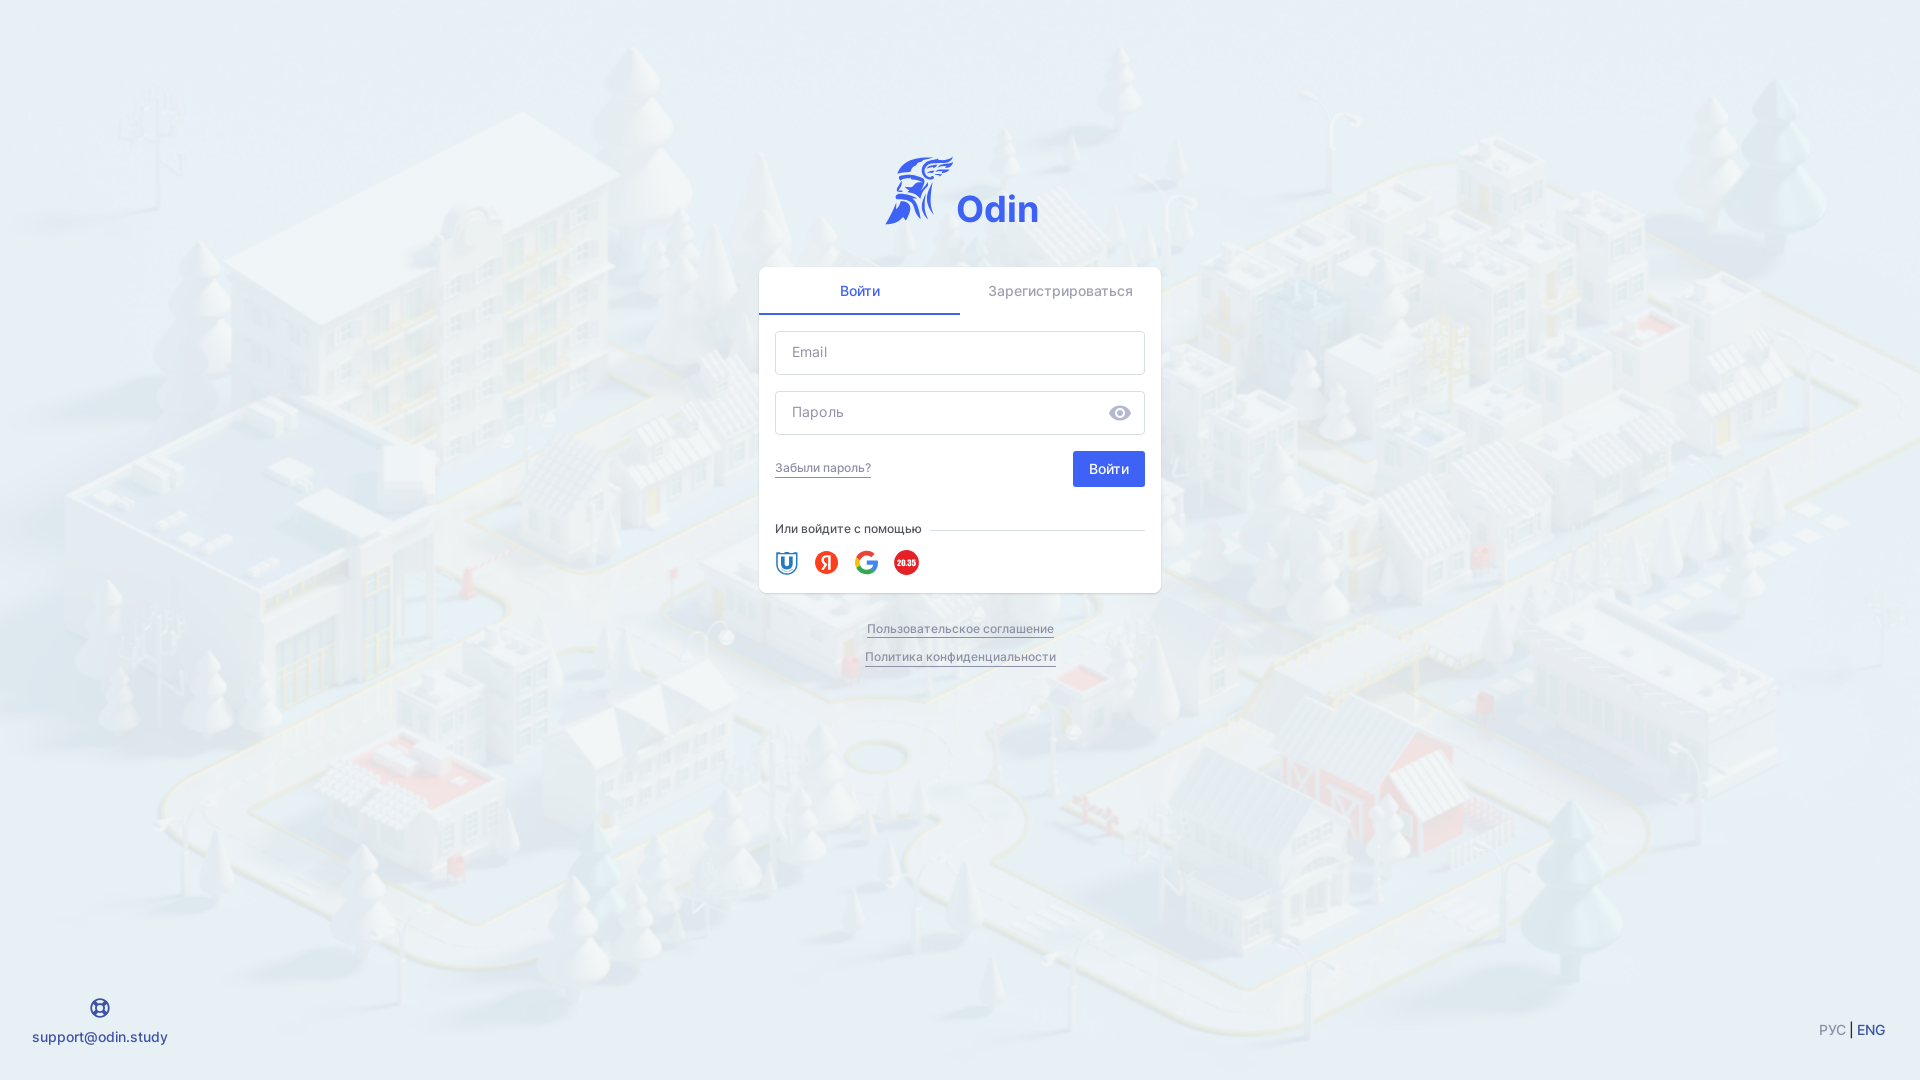 Odin
Войти
Зарегистрироваться
Email
Пароль
Забыли пароль?
Войти
Или войдите с помощью
U
Я
G
20.35
Пользовательское соглашение
Политика конфиденциальности
support@odin.study
РУС | ENG